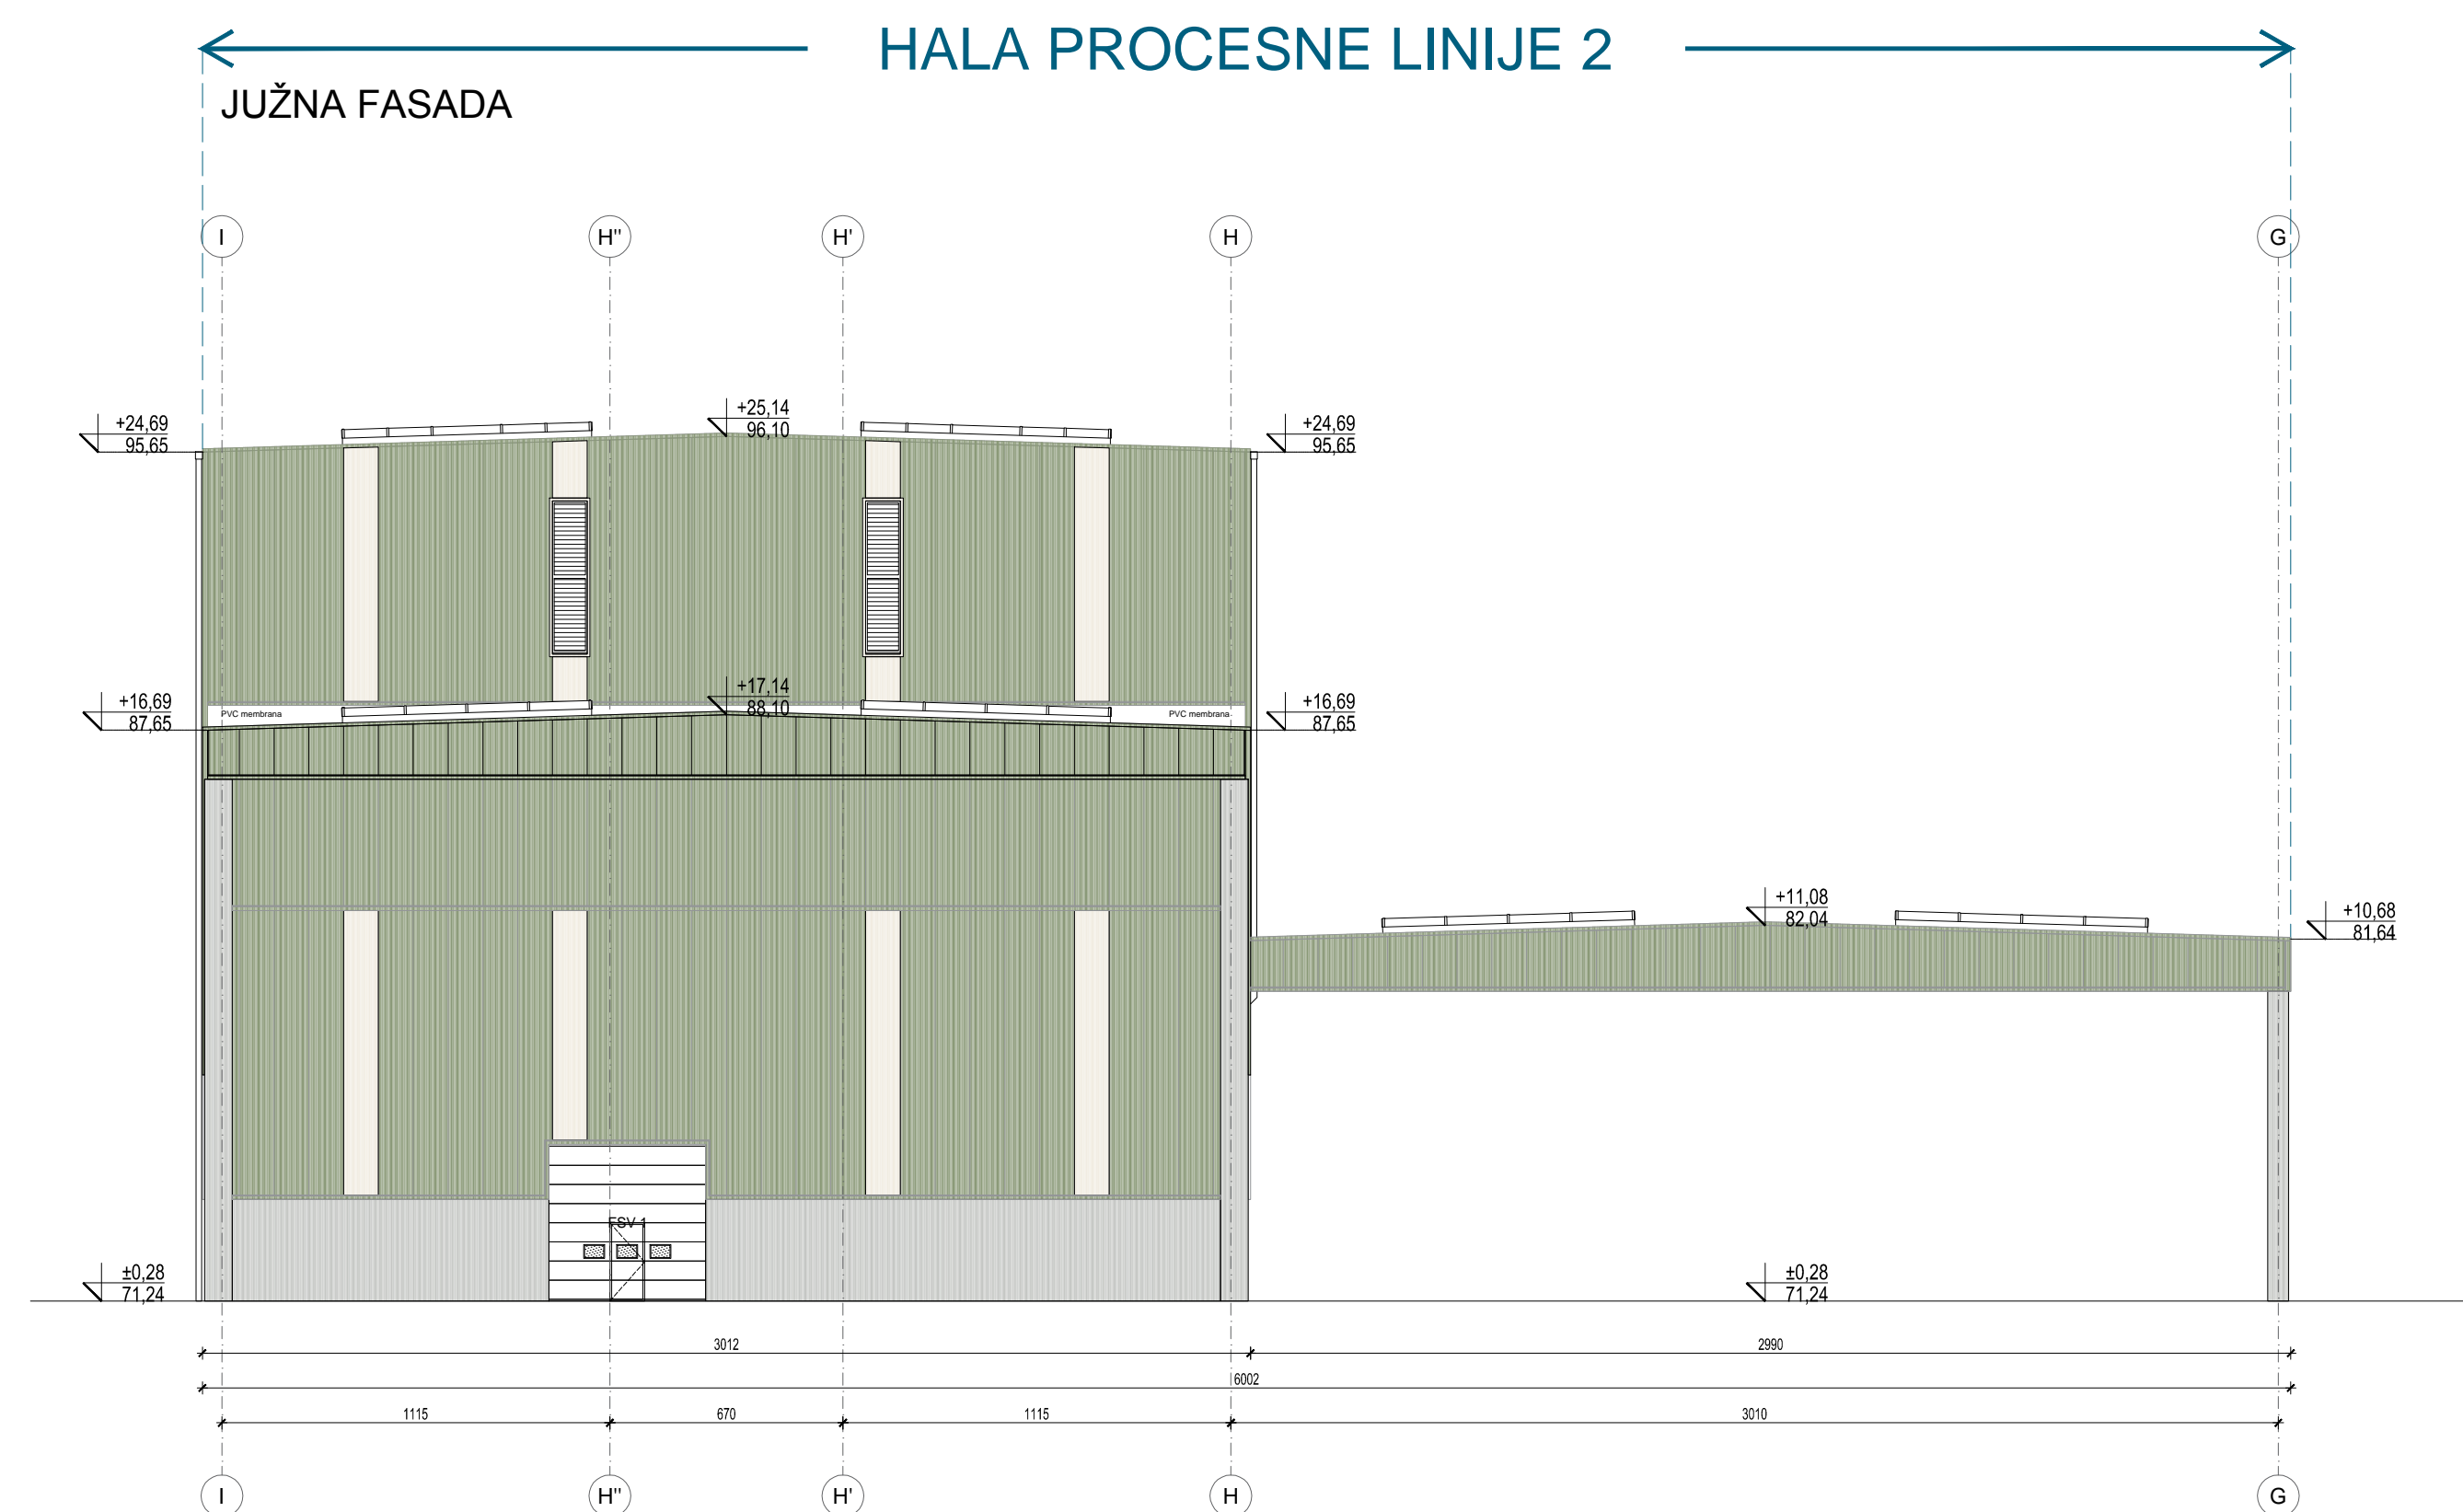 HALA PROCESNE LINIJE 2
JUŽNA FASADA
I
H''
H'
H
G
+24,69
95,65
+25,14
96,10
+24,69
95,65
+16,69
87,65
PVC membrana
+17,14
88,10
PVC membrana
+16,69
87,65
+11,08
82,04
+10,68
81,64
FSV 1
±0,28
71,24
±0,28
71,24
3012
2990
6002
1115
670
1115
3010
I
H''
H'
H
G